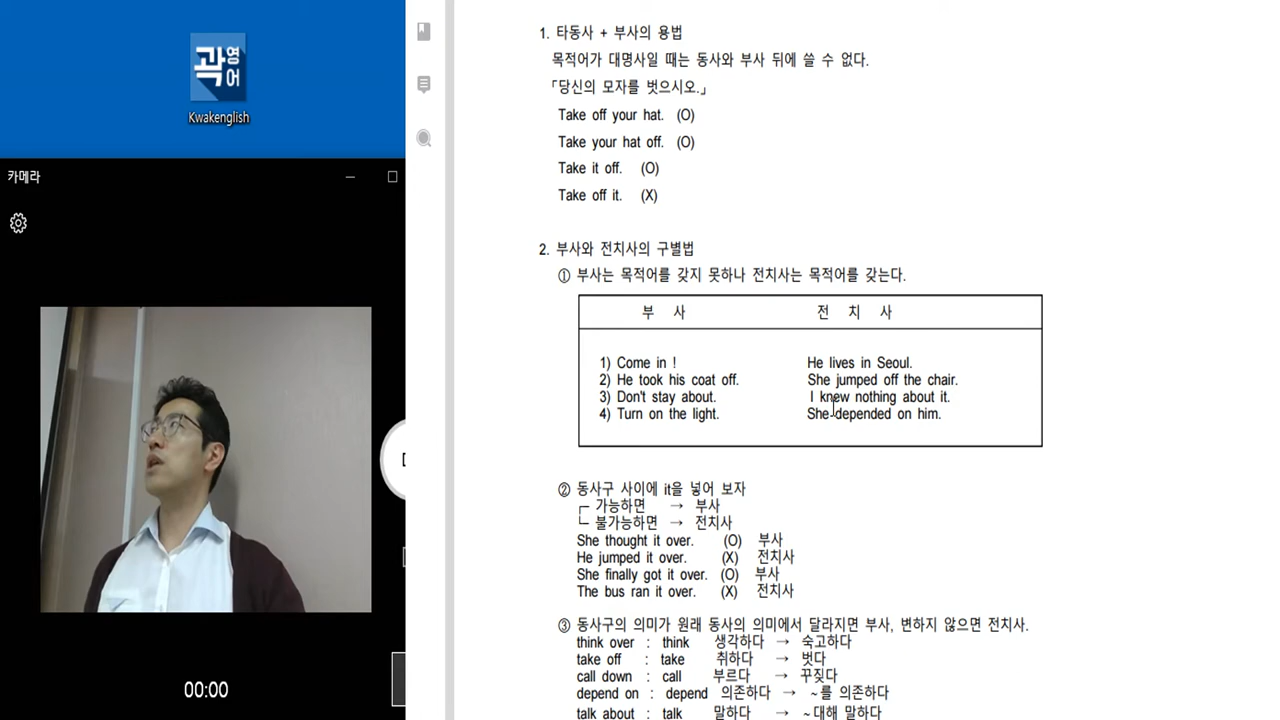 곽영어
Kwakenglish
카메라
00:00
1. 타동사 + 부사의 용법
목적어가 대명사일 때는 동사와 부사 뒤에 쓸 수 없다.
「당신의 모자를 벗으시오.」
Take off your hat. (O)
Take your hat off. (O)
Take it off. (O)
Take off it. (X)
2. 부사와 전치사의 구별법
① 부사는 목적어를 갖지 못하나 전치사는 목적어를 갖는다.
부 사 전 치 사
1) Come in ! He lives in Seoul.
2) He took his coat off. She jumped off the chair.
3) Don't stay about. I knew nothing about it.
4) Turn on the light. She depended on him.
② 동사구 사이에 it을 넣어 보자
┌ 가능하면 → 부사
└ 불가능하면 → 전치사
She thought it over. (O) 부사
He jumped it over. (X) 전치사
She finally got it over. (O) 부사
The bus ran it over. (X) 전치사
③ 동사구의 의미가 원래 동사의 의미에서 달라지면 부사, 변하지 않으면 전치사.
think over : think 생각하다 → 숙고하다
take off : take 취하다 → 벗다
call down : call 부르다 → 꾸짖다
depend on : depend 의존하다 → ~를 의존하다
talk about : talk 말하다 → ~대해 말하다